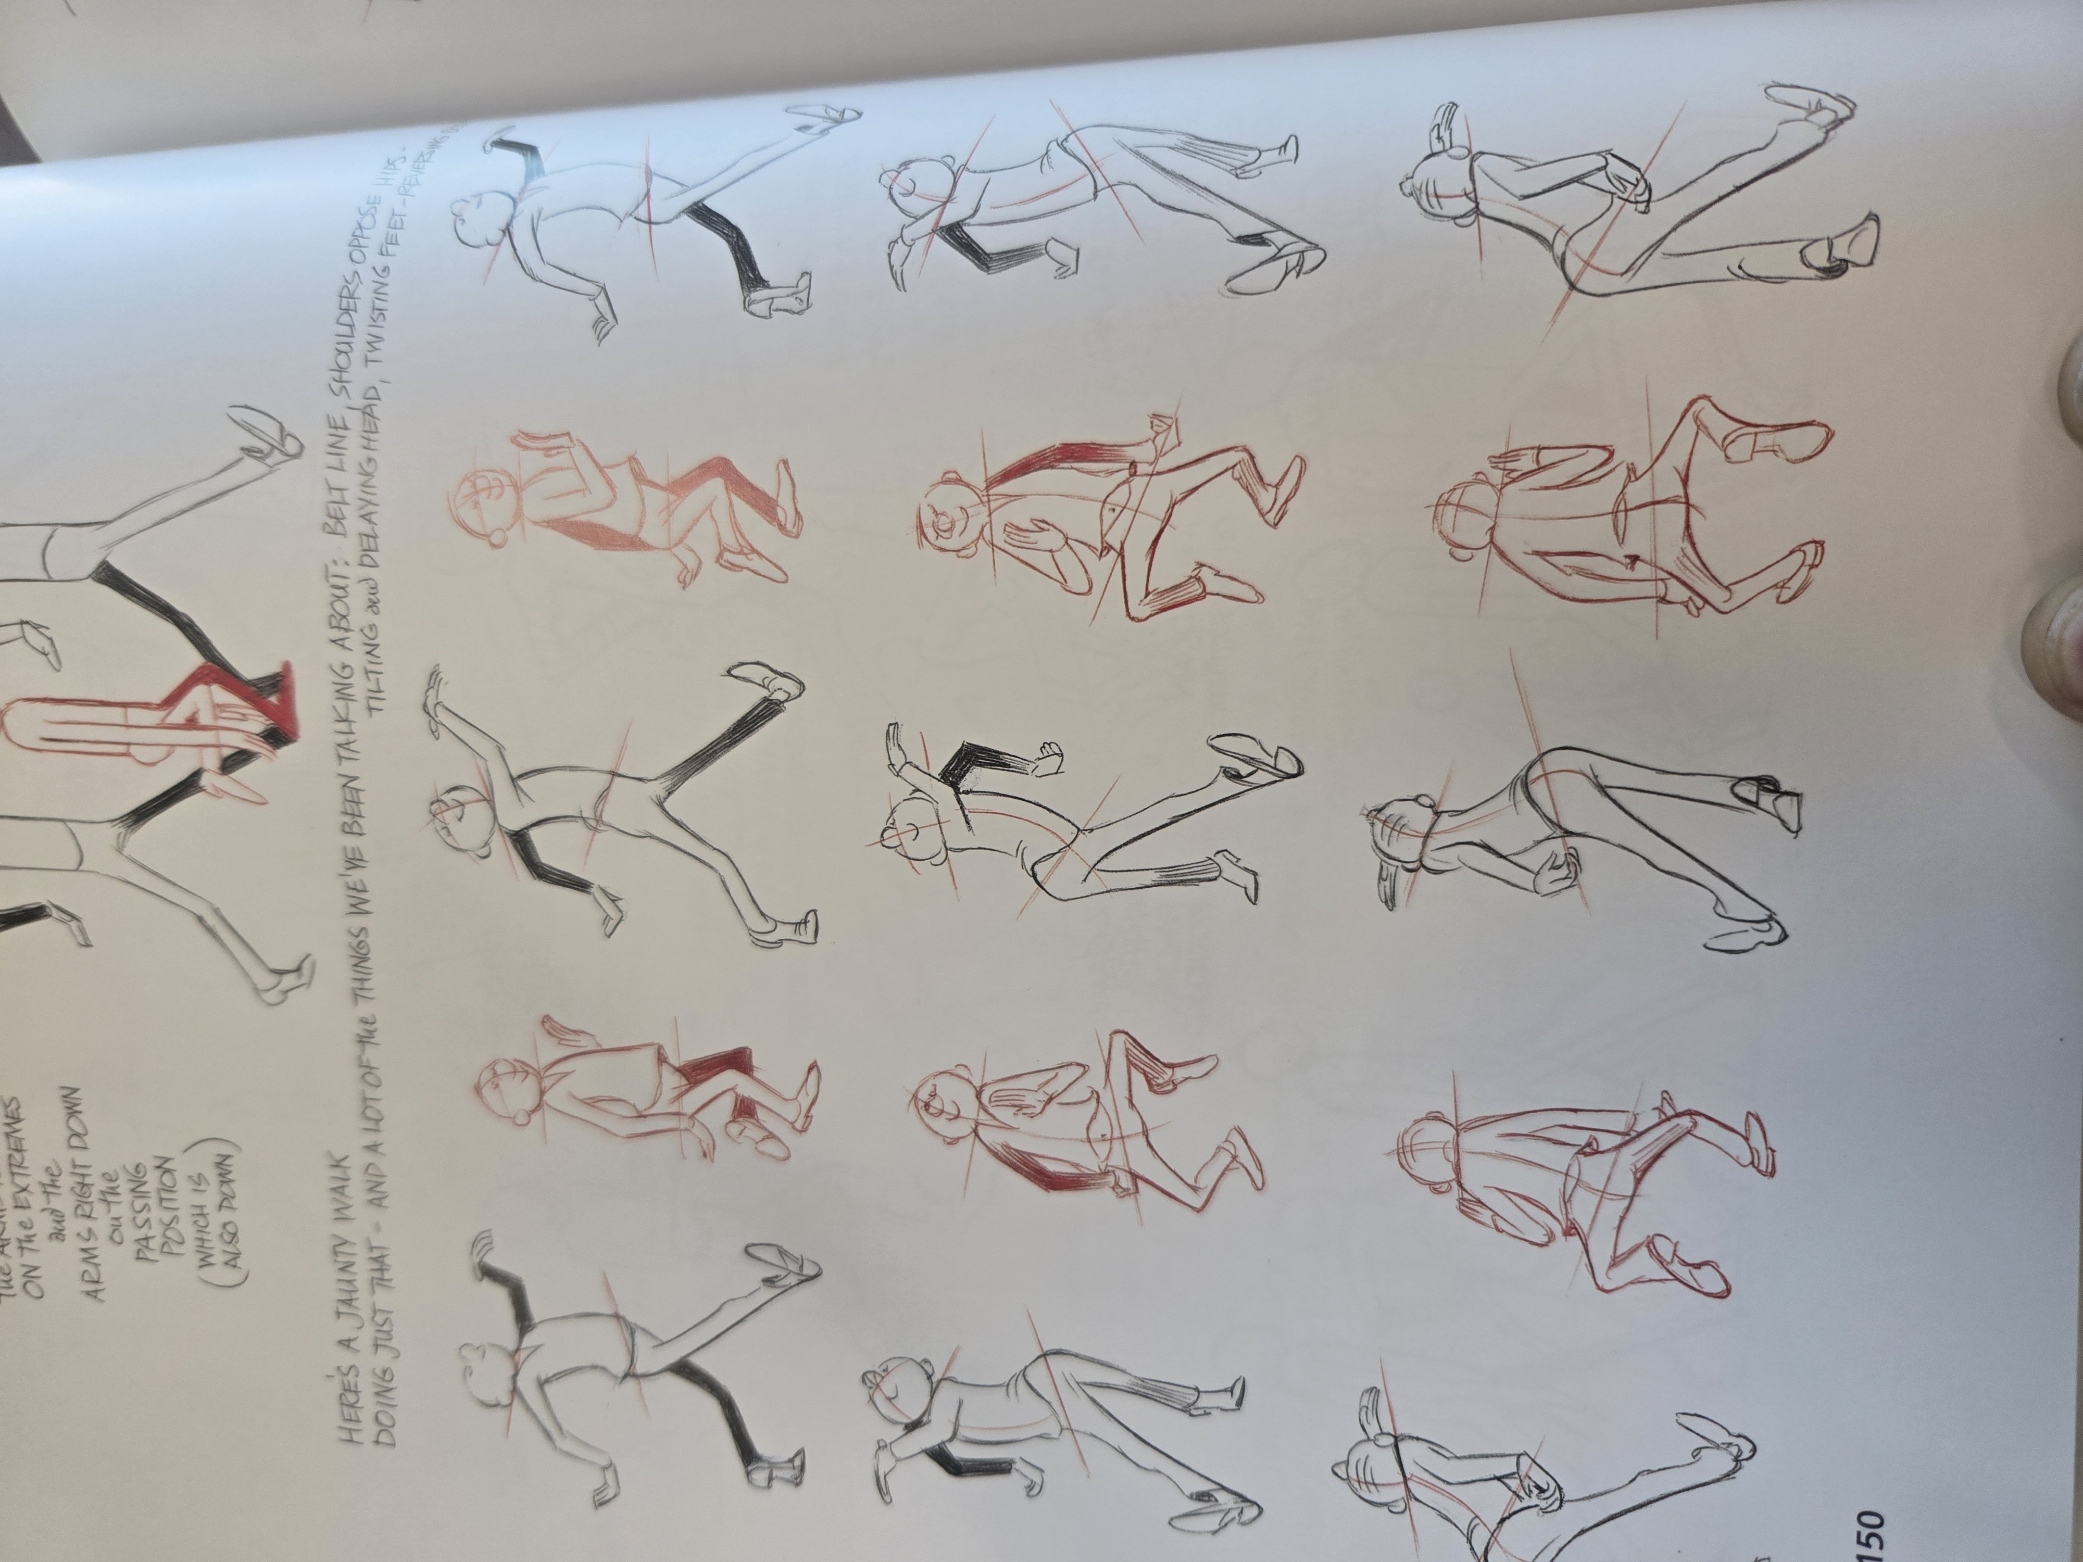 the ARMS
ON the EXTREMES
and the
ARMS RIGHT DOWN
on the
PASSING
POSITION
(WHICH IS
ALSO DOWN)
HERE'S A JAUNTY WALK
DOING JUST THAT - AND A LOT OF the THINGS WE'VE BEEN TALKING ABOUT: BELT LINE, SHOULDERS OPPOSE HIPS -
TILTING and DELAYING HEAD, TWISTING FEET - REVERSING
150